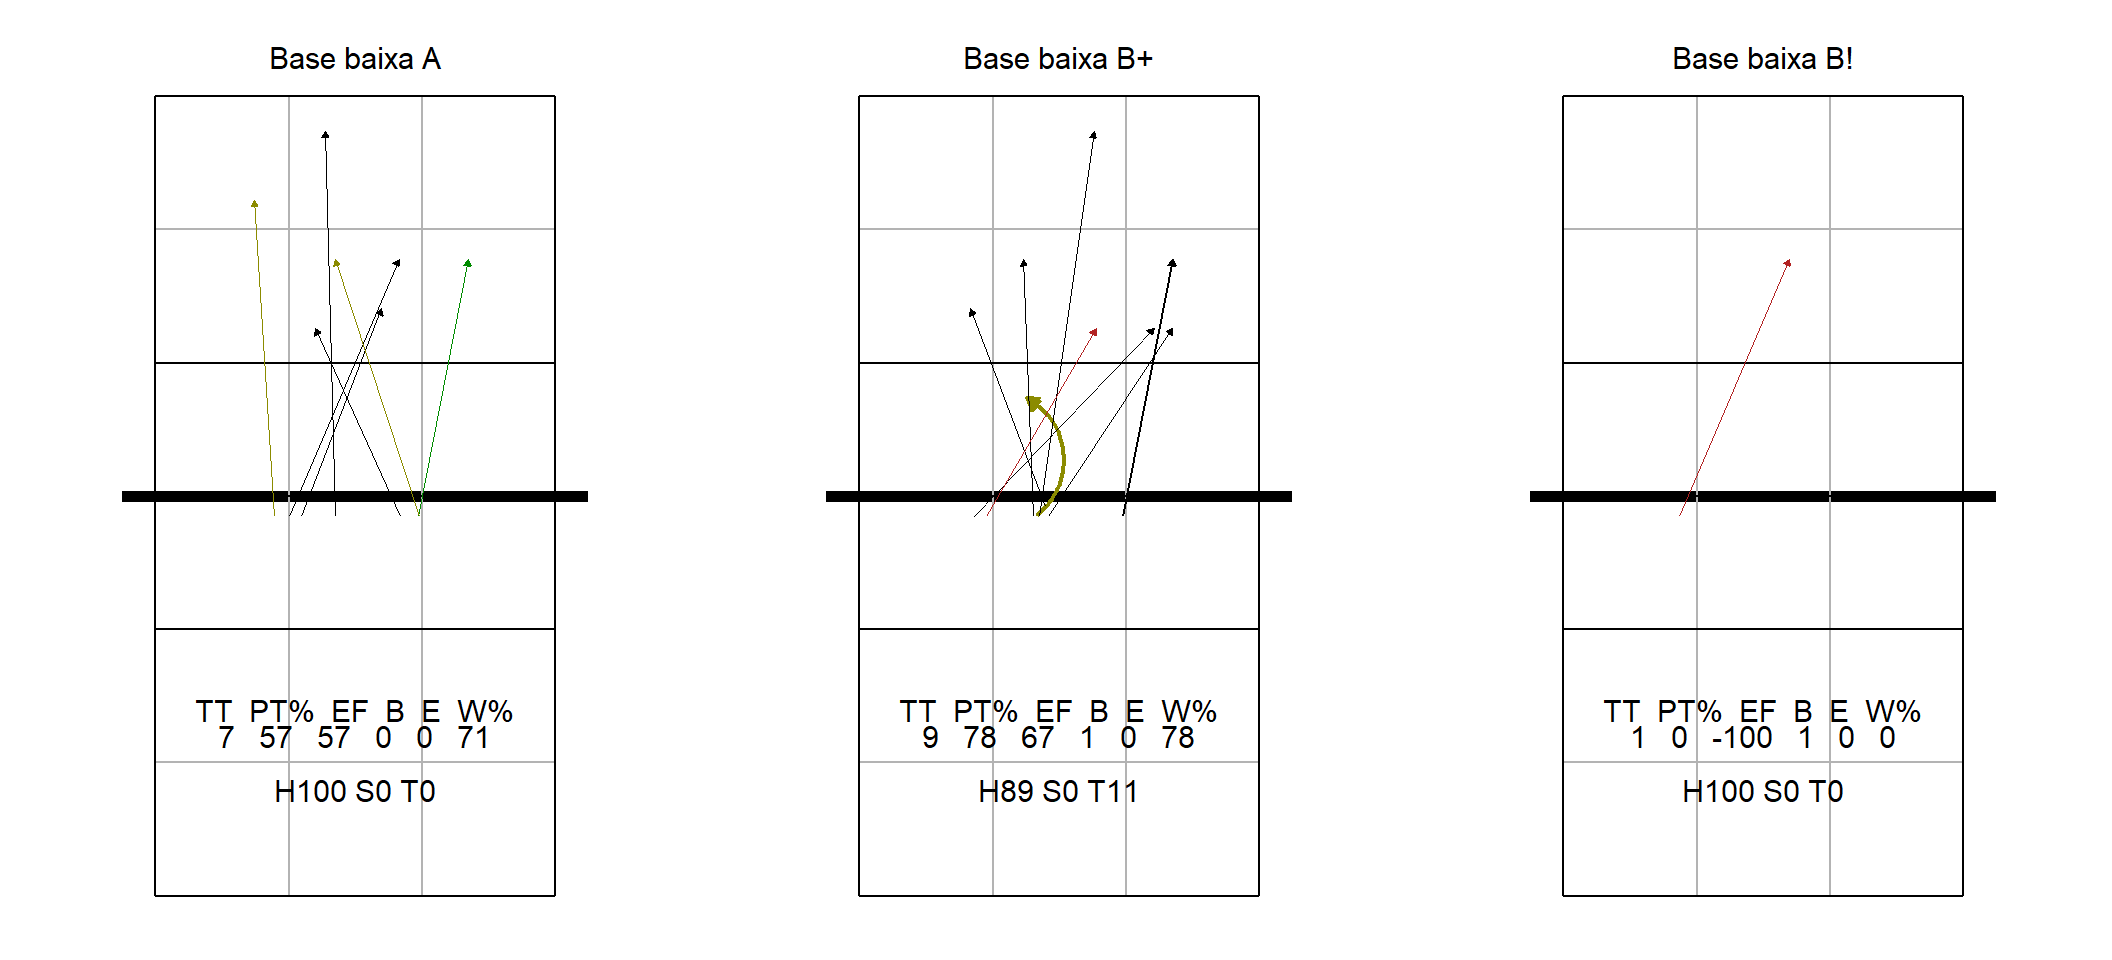 Base baixa A
TT PT% EF B E W%
7 57 57 0 0 71
H100 S0 T0
Base baixa B+
TT PT% EF B E W%
9 78 67 1 0 78
H89 S0 T11
Base baixa B!
TT PT% EF B E W%
1 0 -100 1 0 0
H100 S0 T0